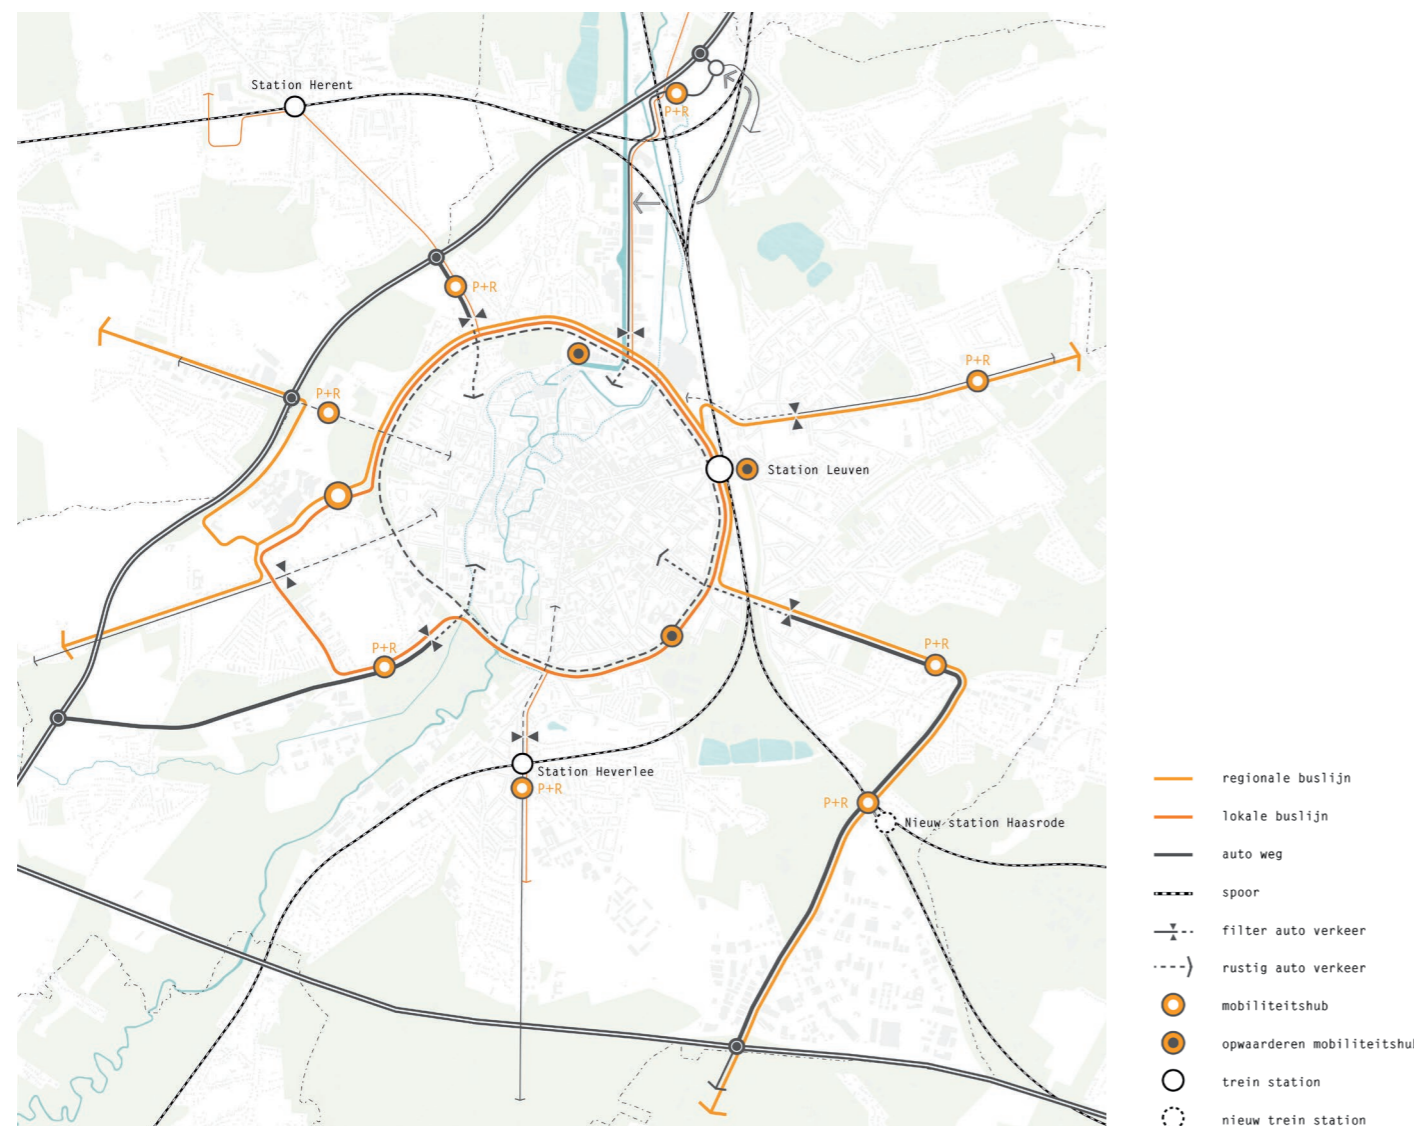 Station Herent
P+R
P+R
P+R
P+R
Station Leuven
P+R
P+R
Station Heverlee
P+R
P+R
Nieuw station Haasrode
regionale buslijn
lokale buslijn
auto weg
spoor
filter auto verkeer
rustig auto verkeer
mobiliteitshub
opwaarderen mobiliteitshu
trein station
nieuw trein station